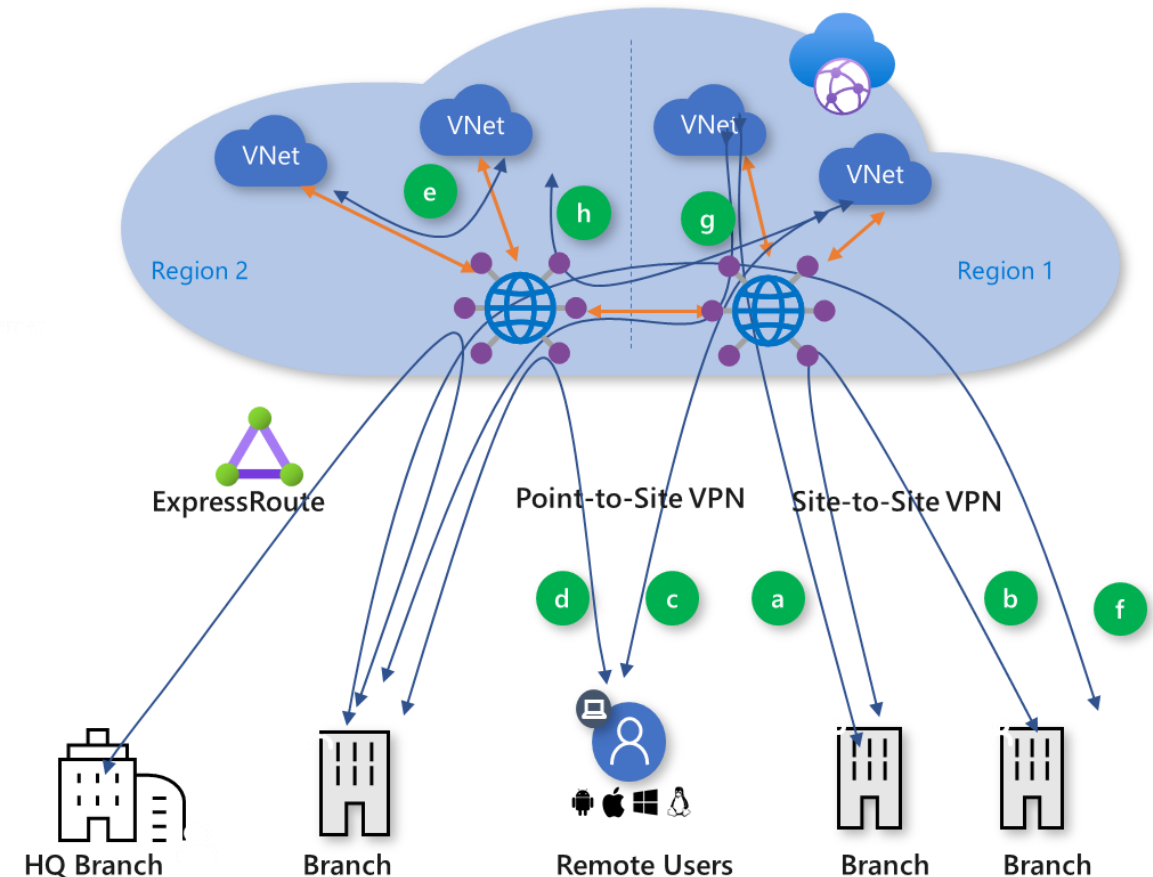 VNet
VNet
VNet
VNet
e
h
g
Region 2
Region 1
ExpressRoute
Point-to-Site VPN
Site-to-Site VPN
d
c
a
b
f
HQ Branch
Branch
Remote Users
Branch
Branch